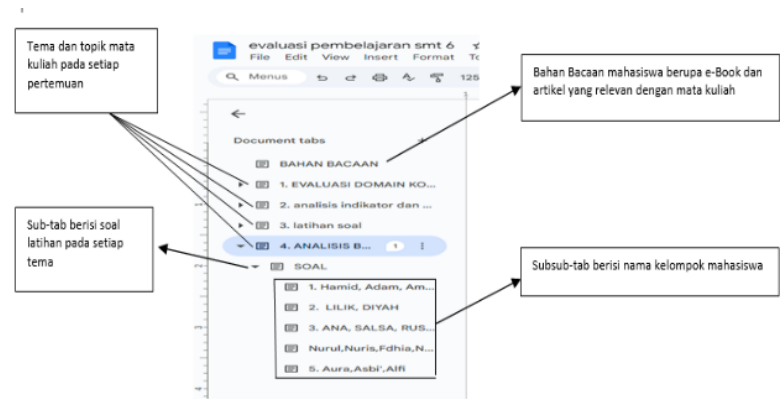 Tema dan topik mata
kuliah pada setiap
pertemuan
evaluasi pembelajaran smt 6
File Edit View Insert Format To
Menus 125
Bahan Bacaan mahasiswa berupa e-Book dan
artikel yang relevan dengan mata kuliah
Document tabs
BAHAN BACAAN
1. EVALUASI DOMAIN KO...
2. analisis indikator dan ...
3. latihan soal
4. ANALISIS B... 1
SOAL
1. Hamid, Adam, Am...
2. LILIK, DIYAH
3. ANA, SALSA, RUS...
Nurul,Nuris,Fdhia,N...
5. Aura,Asbi',Alfi
Sub-tab berisi soal
latihan pada setiap
tema
Subsub-tab berisi nama kelompok mahasiswa